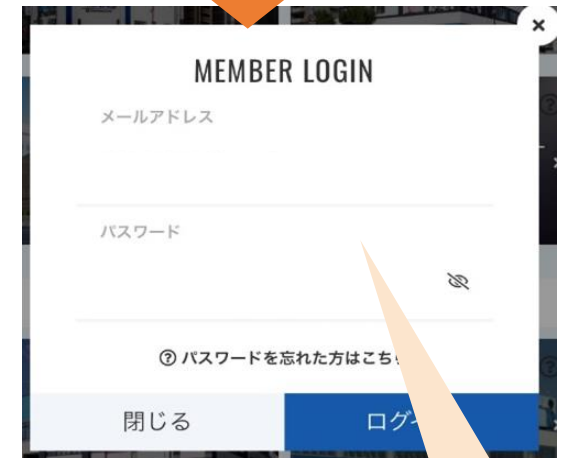 MEMBER LOGIN
メールアドレス
パスワード
? パスワードを忘れた方はこち
閉じる
ログ